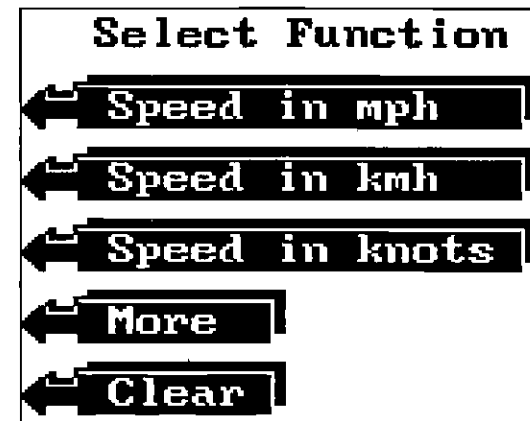 Select Function
Speed in mph
Speed in kmh
Speed in knots
More
Clear